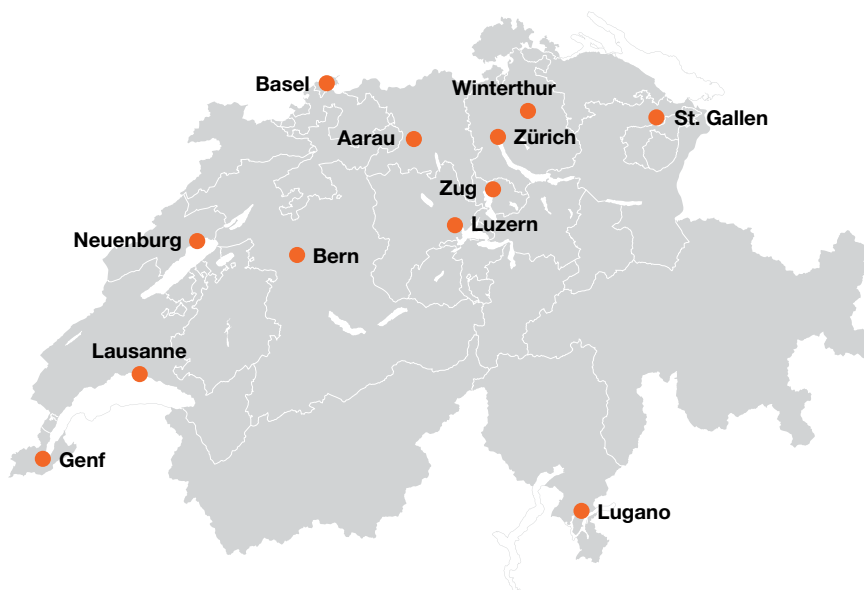 Basel
Winterthur
St. Gallen
Aarau
Zürich
Zug
Luzern
Neuenburg
Bern
Lausanne
Genf
Lugano